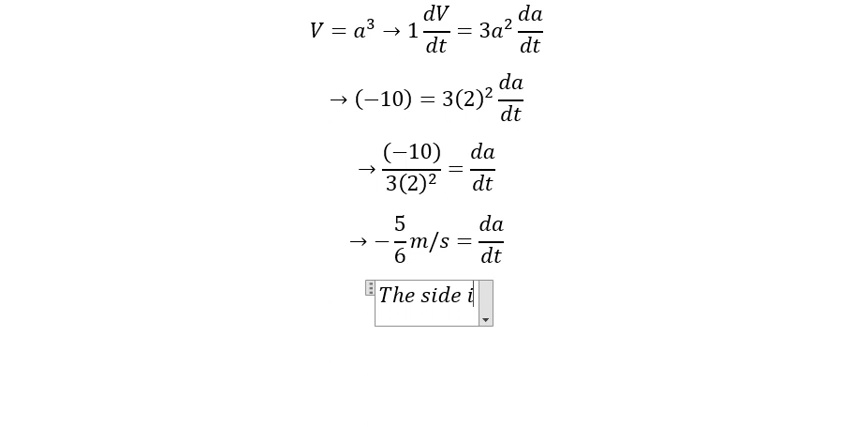 V = a³ → 1 dV/dt = 3a² da/dt
→ (−10) = 3(2)² da/dt
→ (−10)/3(2)² = da/dt
→ − 5/6 m/s = da/dt
The side i